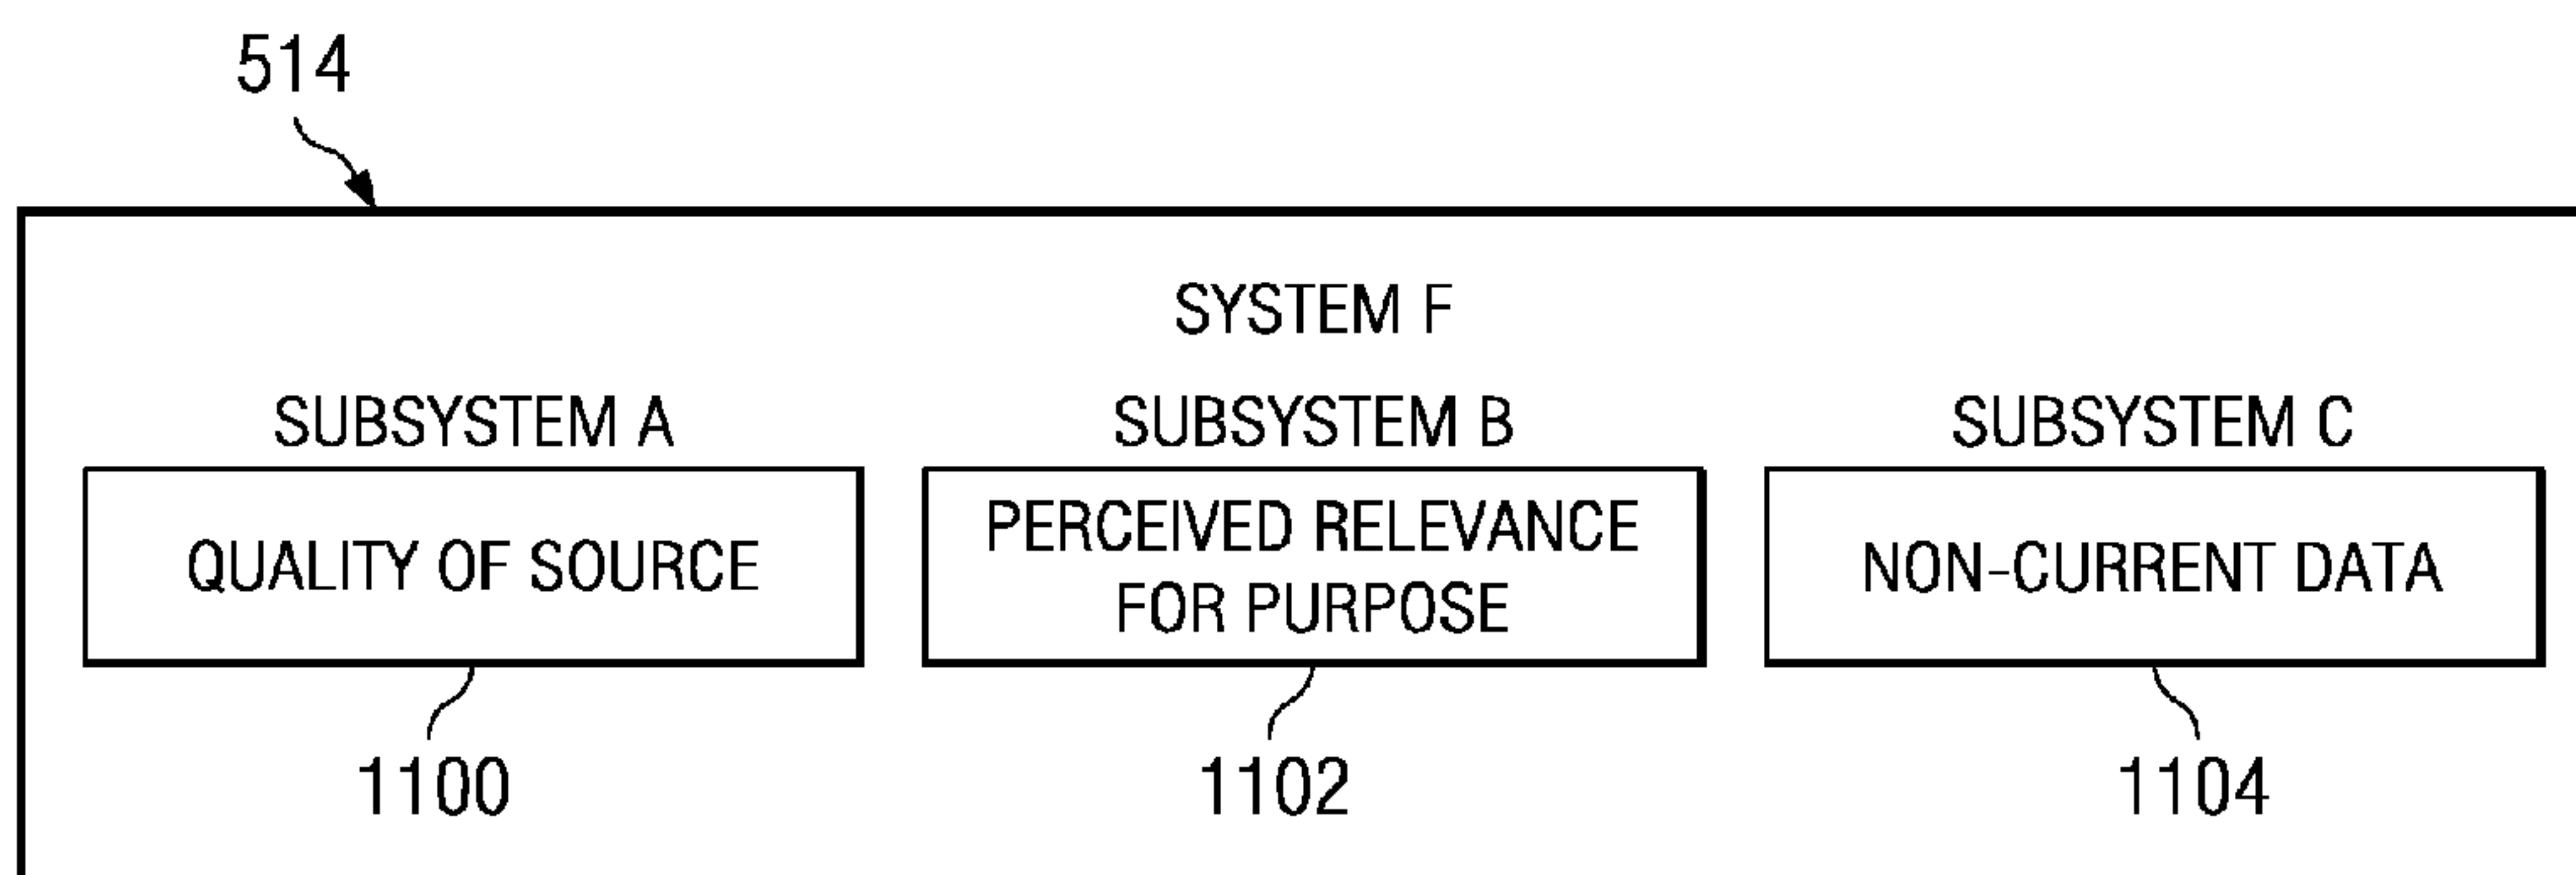 514
SYSTEM F
SUBSYSTEM A SUBSYSTEM B SUBSYSTEM C
QUALITY OF SOURCE
PERCEIVED RELEVANCE
FOR PURPOSE
NON-CURRENT DATA
1100 1102 1104